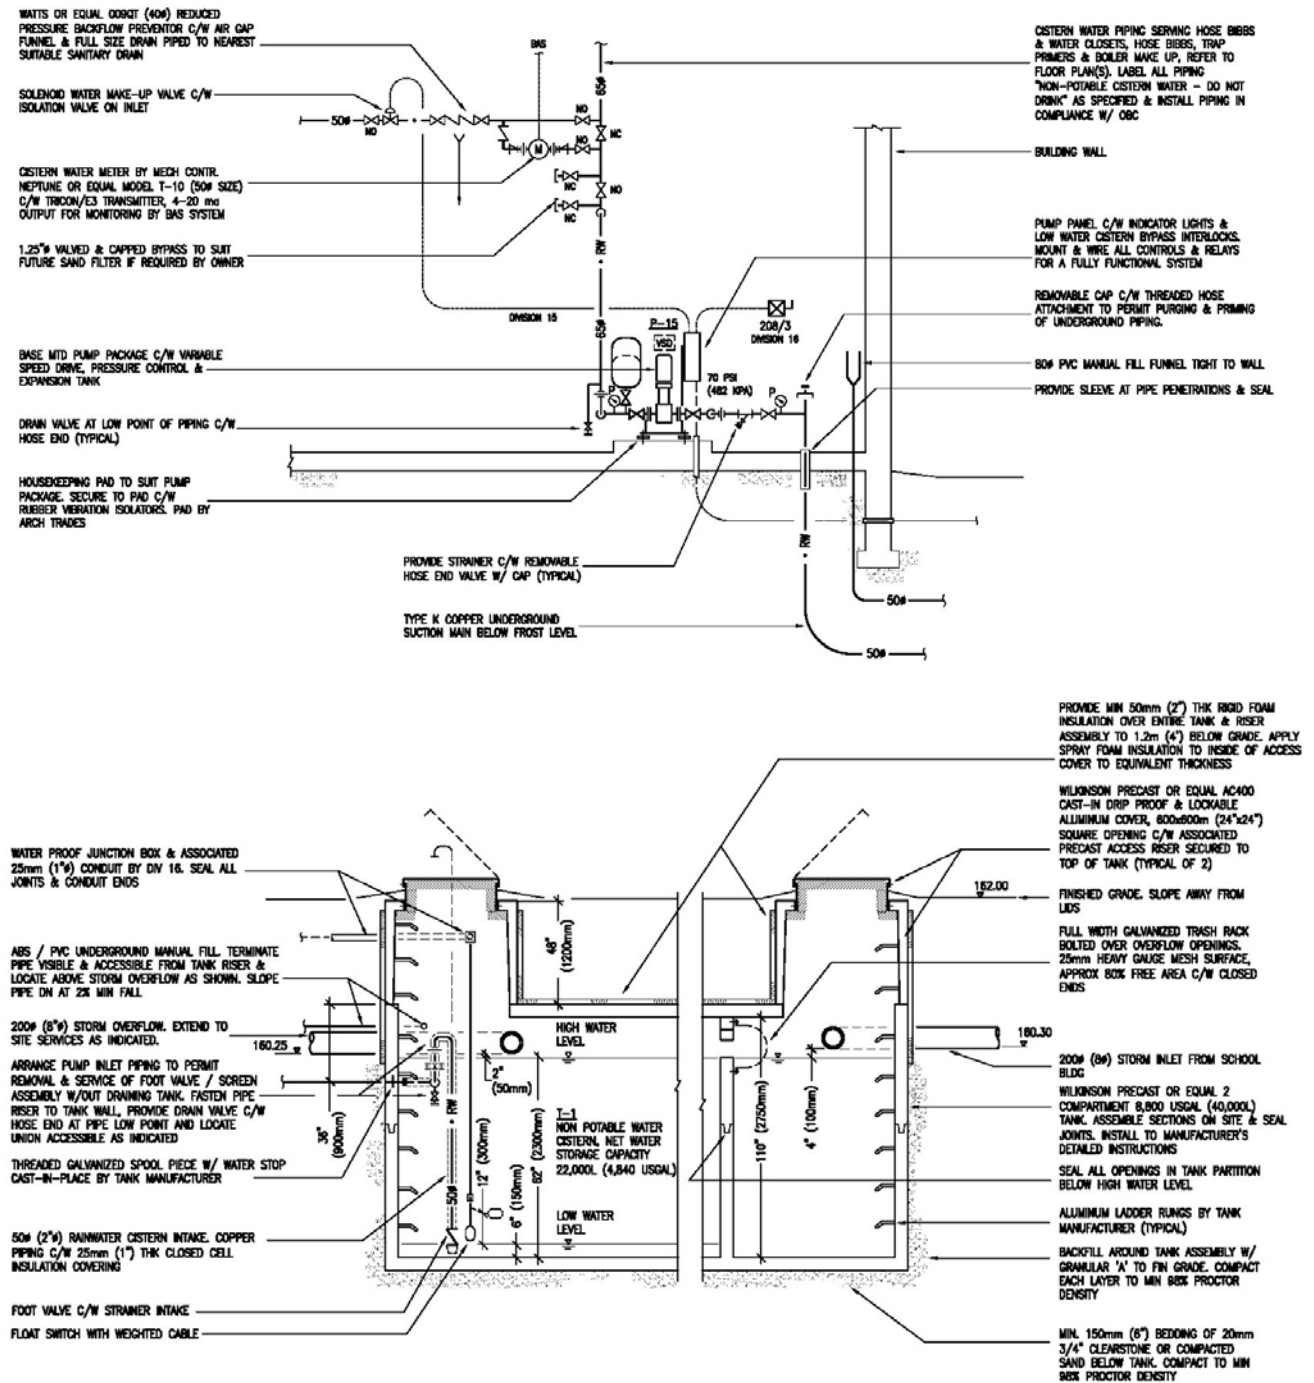 WATTS OR EQUAL 009QT (40ø) REDUCED
PRESSURE BACKFLOW PREVENTOR C/W AIR GAP
FUNNEL & FULL SIZE DRAIN PIPED TO NEAREST
SUITABLE SANITARY DRAIN
SOLENOID WATER MAKE-UP VALVE C/W
ISOLATION VALVE ON INLET
CISTERN WATER METER BY MECH CONTR.
NEPTUNE OR EQUAL MODEL T-10 (50ø SIZE)
C/W TRICON/E3 TRANSMITTER, 4-20 ma
OUTPUT FOR MONITORING BY BAS SYSTEM
1.25"ø VALVED & CAPPED BYPASS TO SUIT
FUTURE SAND FILTER IF REQUIRED BY OWNER
BASE MTD PUMP PACKAGE C/W VARIABLE
SPEED DRIVE, PRESSURE CONTROL &
EXPANSION TANK
DRAIN VALVE AT LOW POINT OF PIPING C/W
HOSE END (TYPICAL)
HOUSEKEEPING PAD TO SUIT PUMP
PACKAGE. SECURE TO PAD C/W
RUBBER VIBRATION ISOLATORS. PAD BY
ARCH TRADES
BAS
65ø
50ø
NO
NO
NC
NO
M
NC
NO
NC
65ø
DIVISION 15
P-15
VSD
208/3
DIVISION 16
70 PSI
(482 KPA)
P
P
PROVIDE STRAINER C/W REMOVABLE
HOSE END VALVE W/ CAP (TYPICAL)
TYPE K COPPER UNDERGROUND
SUCTION MAIN BELOW FROST LEVEL
RW
50ø
50ø
CISTERN WATER PIPING SERVING HOSE BIBBS
& WATER CLOSETS, HOSE BIBBS, TRAP
PRIMERS & BOILER MAKE UP, REFER TO
FLOOR PLAN(S). LABEL ALL PIPING
"NON-POTABLE CISTERN WATER - DO NOT
DRINK" AS SPECIFIED & INSTALL PIPING IN
COMPLIANCE W/ OBC
BUILDING WALL
PUMP PANEL C/W INDICATOR LIGHTS &
LOW WATER CISTERN BYPASS INTERLOCKS.
MOUNT & WIRE ALL CONTROLS & RELAYS
FOR A FULLY FUNCTIONAL SYSTEM
REMOVABLE CAP C/W THREADED HOSE
ATTACHMENT TO PERMIT PURGING & PRIMING
OF UNDERGROUND PIPING.
80ø PVC MANUAL FILL FUNNEL TIGHT TO WALL
PROVIDE SLEEVE AT PIPE PENETRATIONS & SEAL
WATER PROOF JUNCTION BOX & ASSOCIATED
25mm (1"ø) CONDUIT BY DIV 16. SEAL ALL
JOINTS & CONDUIT ENDS
ABS / PVC UNDERGROUND MANUAL FILL. TERMINATE
PIPE VISIBLE & ACCESSIBLE FROM TANK RISER &
LOCATE ABOVE STORM OVERFLOW AS SHOWN. SLOPE
PIPE DN AT 2% MIN FALL
200ø (8"ø) STORM OVERFLOW. EXTEND TO
SITE SERVICES AS INDICATED.
160.25
ARRANGE PUMP INLET PIPING TO PERMIT
REMOVAL & SERVICE OF FOOT VALVE / SCREEN
ASSEMBLY W/OUT DRAINING TANK. FASTEN PIPE
RISER TO TANK WALL, PROVIDE DRAIN VALVE C/W
HOSE END AT PIPE LOW POINT AND LOCATE
UNION ACCESSIBLE AS INDICATED
THREADED GALVANIZED SPOOL PIECE W/ WATER STOP
CAST-IN-PLACE BY TANK MANUFACTURER
50ø (2"ø) RAINWATER CISTERN INTAKE. COPPER
PIPING C/W 25mm (1") THK CLOSED CELL
INSULATION COVERING
FOOT VALVE C/W STRAINER INTAKE
FLOAT SWITCH WITH WEIGHTED CABLE
36"
(900mm)
RW
50ø
48"
(1200mm)
HIGH WATER
LEVEL
2"
(50mm)
T-1
NON POTABLE WATER
CISTERN, NET WATER
STORAGE CAPACITY
22,000L (4,840 USGAL)
12" (300mm)
6" (150mm)
82" (2300mm)
LOW WATER
LEVEL
110" (2750mm)
4" (100mm)
PROVIDE MIN 50mm (2") THK RIGID FOAM
INSULATION OVER ENTIRE TANK & RISER
ASSEMBLY TO 1.2m (4') BELOW GRADE. APPLY
SPRAY FOAM INSULATION TO INSIDE OF ACCESS
COVER TO EQUIVALENT THICKNESS
WILKINSON PRECAST OR EQUAL AC400
CAST-IN DRIP PROOF & LOCKABLE
ALUMINUM COVER, 600x600m (24"x24")
SQUARE OPENING C/W ASSOCIATED
PRECAST ACCESS RISER SECURED TO
TOP OF TANK (TYPICAL OF 2)
162.00
FINISHED GRADE. SLOPE AWAY FROM
LIDS
FULL WIDTH GALVANIZED TRASH RACK
BOLTED OVER OVERFLOW OPENINGS.
25mm HEAVY GAUGE MESH SURFACE,
APPROX 80% FREE AREA C/W CLOSED
ENDS
160.30
200ø (8ø) STORM INLET FROM SCHOOL
BLDG
WILKINSON PRECAST OR EQUAL 2
COMPARTMENT 8,800 USGAL (40,000L)
TANK. ASSEMBLE SECTIONS ON SITE & SEAL
JOINTS. INSTALL TO MANUFACTURER'S
DETAILED INSTRUCTIONS
SEAL ALL OPENINGS IN TANK PARTITION
BELOW HIGH WATER LEVEL
ALUMINUM LADDER RUNGS BY TANK
MANUFACTURER (TYPICAL)
BACKFILL AROUND TANK ASSEMBLY W/
GRANULAR 'A' TO FIN GRADE. COMPACT
EACH LAYER TO MIN 98% PROCTOR
DENSITY
MIN. 150mm (6") BEDDING OF 20mm
3/4" CLEARSTONE OR COMPACTED
SAND BELOW TANK. COMPACT TO MIN
98% PROCTOR DENSITY